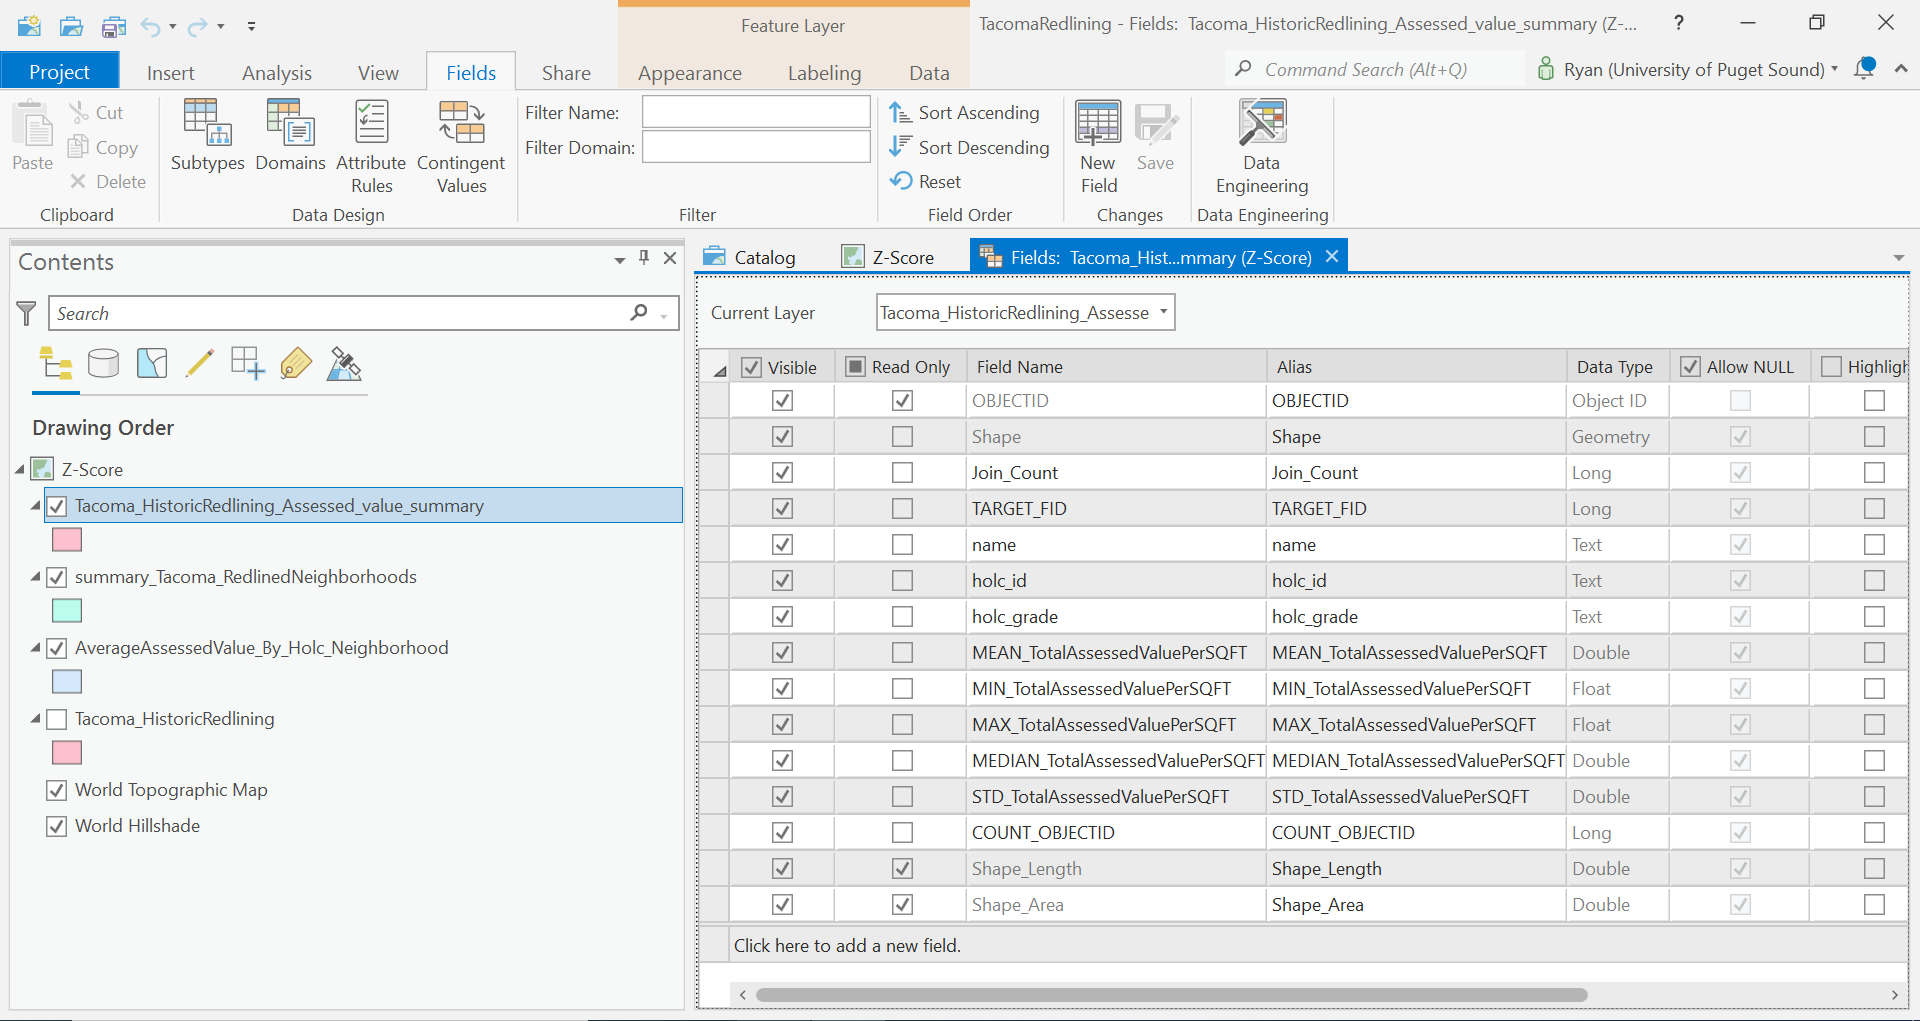 Feature Layer
TacomaRedlining - Fields: Tacoma_HistoricRedlining_Assessed_value_summary (Z-...
?
Project
Insert
Analysis
View
Fields
Share
Appearance
Labeling
Data
Command Search (Alt+Q)
Ryan (University of Puget Sound)
Paste
Cut
Copy
Delete
Clipboard
Subtypes
Domains
Attribute
Rules
Contingent
Values
Data Design
Filter Name:
Filter Domain:
Filter
Sort Ascending
Sort Descending
Reset
Field Order
New
Field
Save
Changes
Data
Engineering
Data Engineering
Contents
Search
Drawing Order
Z-Score
Tacoma_HistoricRedlining_Assessed_value_summary
summary_Tacoma_RedlinedNeighborhoods
AverageAssessedValue_By_Holc_Neighborhood
Tacoma_HistoricRedlining
World Topographic Map
World Hillshade
Catalog
Z-Score
Fields: Tacoma_Hist...mmary (Z-Score)
Current Layer
Tacoma_HistoricRedlining_Assesse
Visible Read Only Field Name Alias Data Type Allow NULL Highligh
OBJECTID OBJECTID Object ID
Shape Shape Geometry
Join_Count Join_Count Long
TARGET_FID TARGET_FID Long
name name Text
holc_id holc_id Text
holc_grade holc_grade Text
MEAN_TotalAssessedValuePerSQFT MEAN_TotalAssessedValuePerSQFT Double
MIN_TotalAssessedValuePerSQFT MIN_TotalAssessedValuePerSQFT Float
MAX_TotalAssessedValuePerSQFT MAX_TotalAssessedValuePerSQFT Float
MEDIAN_TotalAssessedValuePerSQFT MEDIAN_TotalAssessedValuePerSQFT Double
STD_TotalAssessedValuePerSQFT STD_TotalAssessedValuePerSQFT Double
COUNT_OBJECTID COUNT_OBJECTID Long
Shape_Length Shape_Length Double
Shape_Area Shape_Area Double
Click here to add a new field.